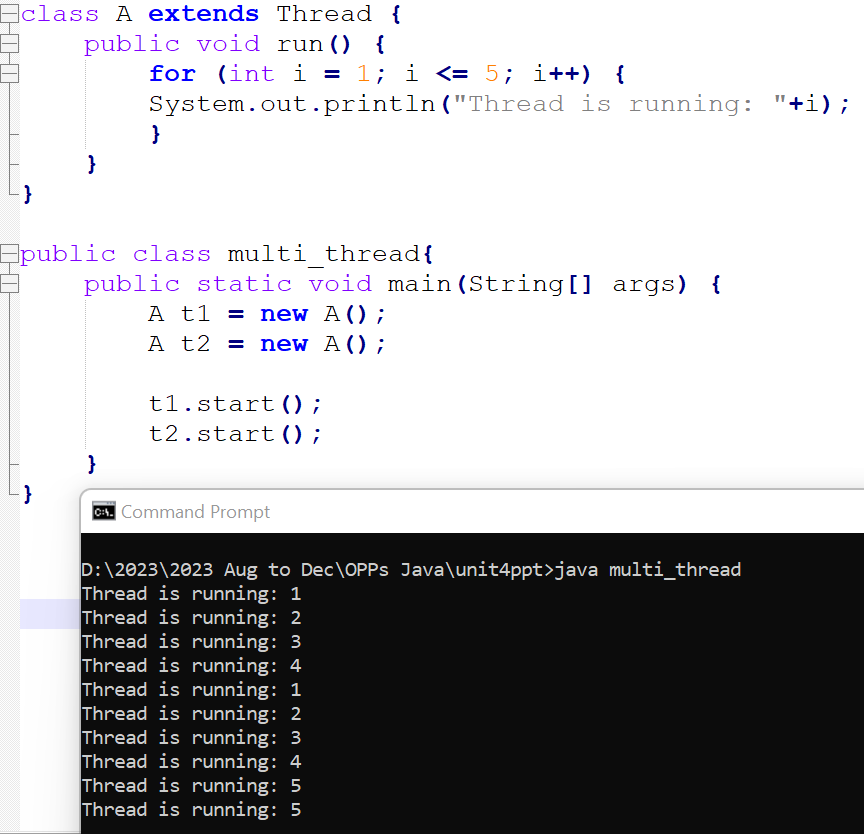 class A extends Thread {
public void run() {
for (int i = 1; i <= 5; i++) {
System.out.println("Thread is running: "+i);
}
}
}
public class multi_thread{
public static void main(String[] args) {
A t1 = new A();
A t2 = new A();
t1.start();
t2.start();
}
}
Command Prompt
D:\2023\2023 Aug to Dec\OPPs Java\unit4ppt>java multi_thread
Thread is running: 1
Thread is running: 2
Thread is running: 3
Thread is running: 4
Thread is running: 1
Thread is running: 2
Thread is running: 3
Thread is running: 4
Thread is running: 5
Thread is running: 5